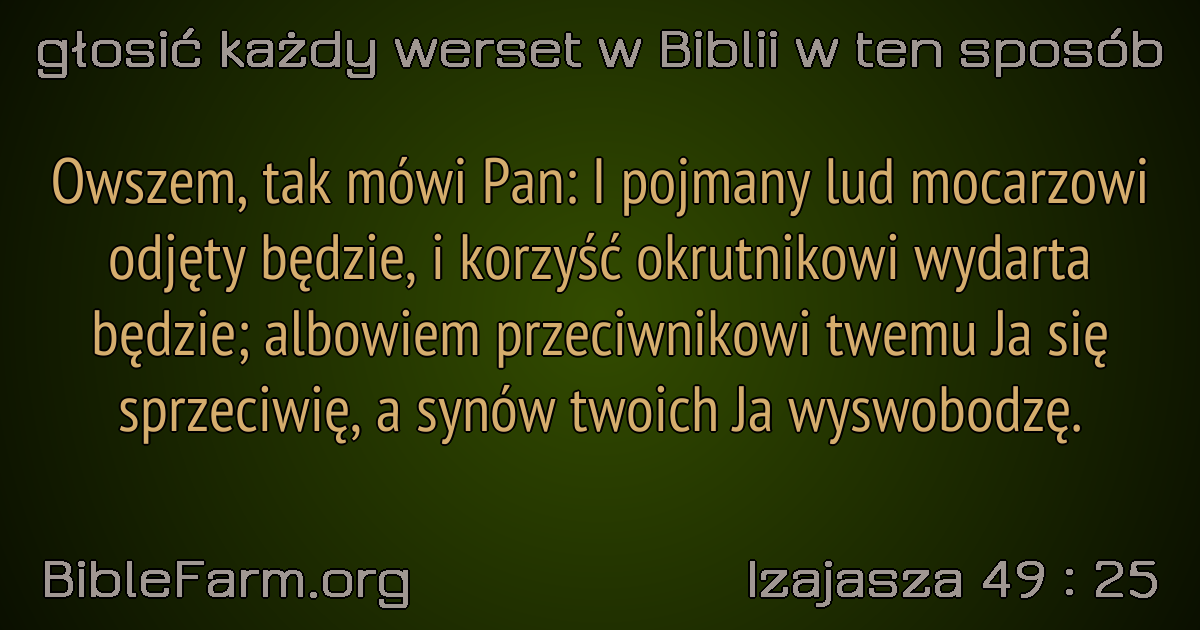 głosić każdy werset w Biblii w ten sposób
Owszem, tak mówi Pan: I pojmany lud mocarzowi
odjęty będzie, i korzyść okrutnikowi wydarta
będzie; albowiem przeciwnikowi twemu Ja się
sprzeciwię, a synów twoich Ja wyswobodzę.
BibleFarm.org
Izajasza 49 : 25